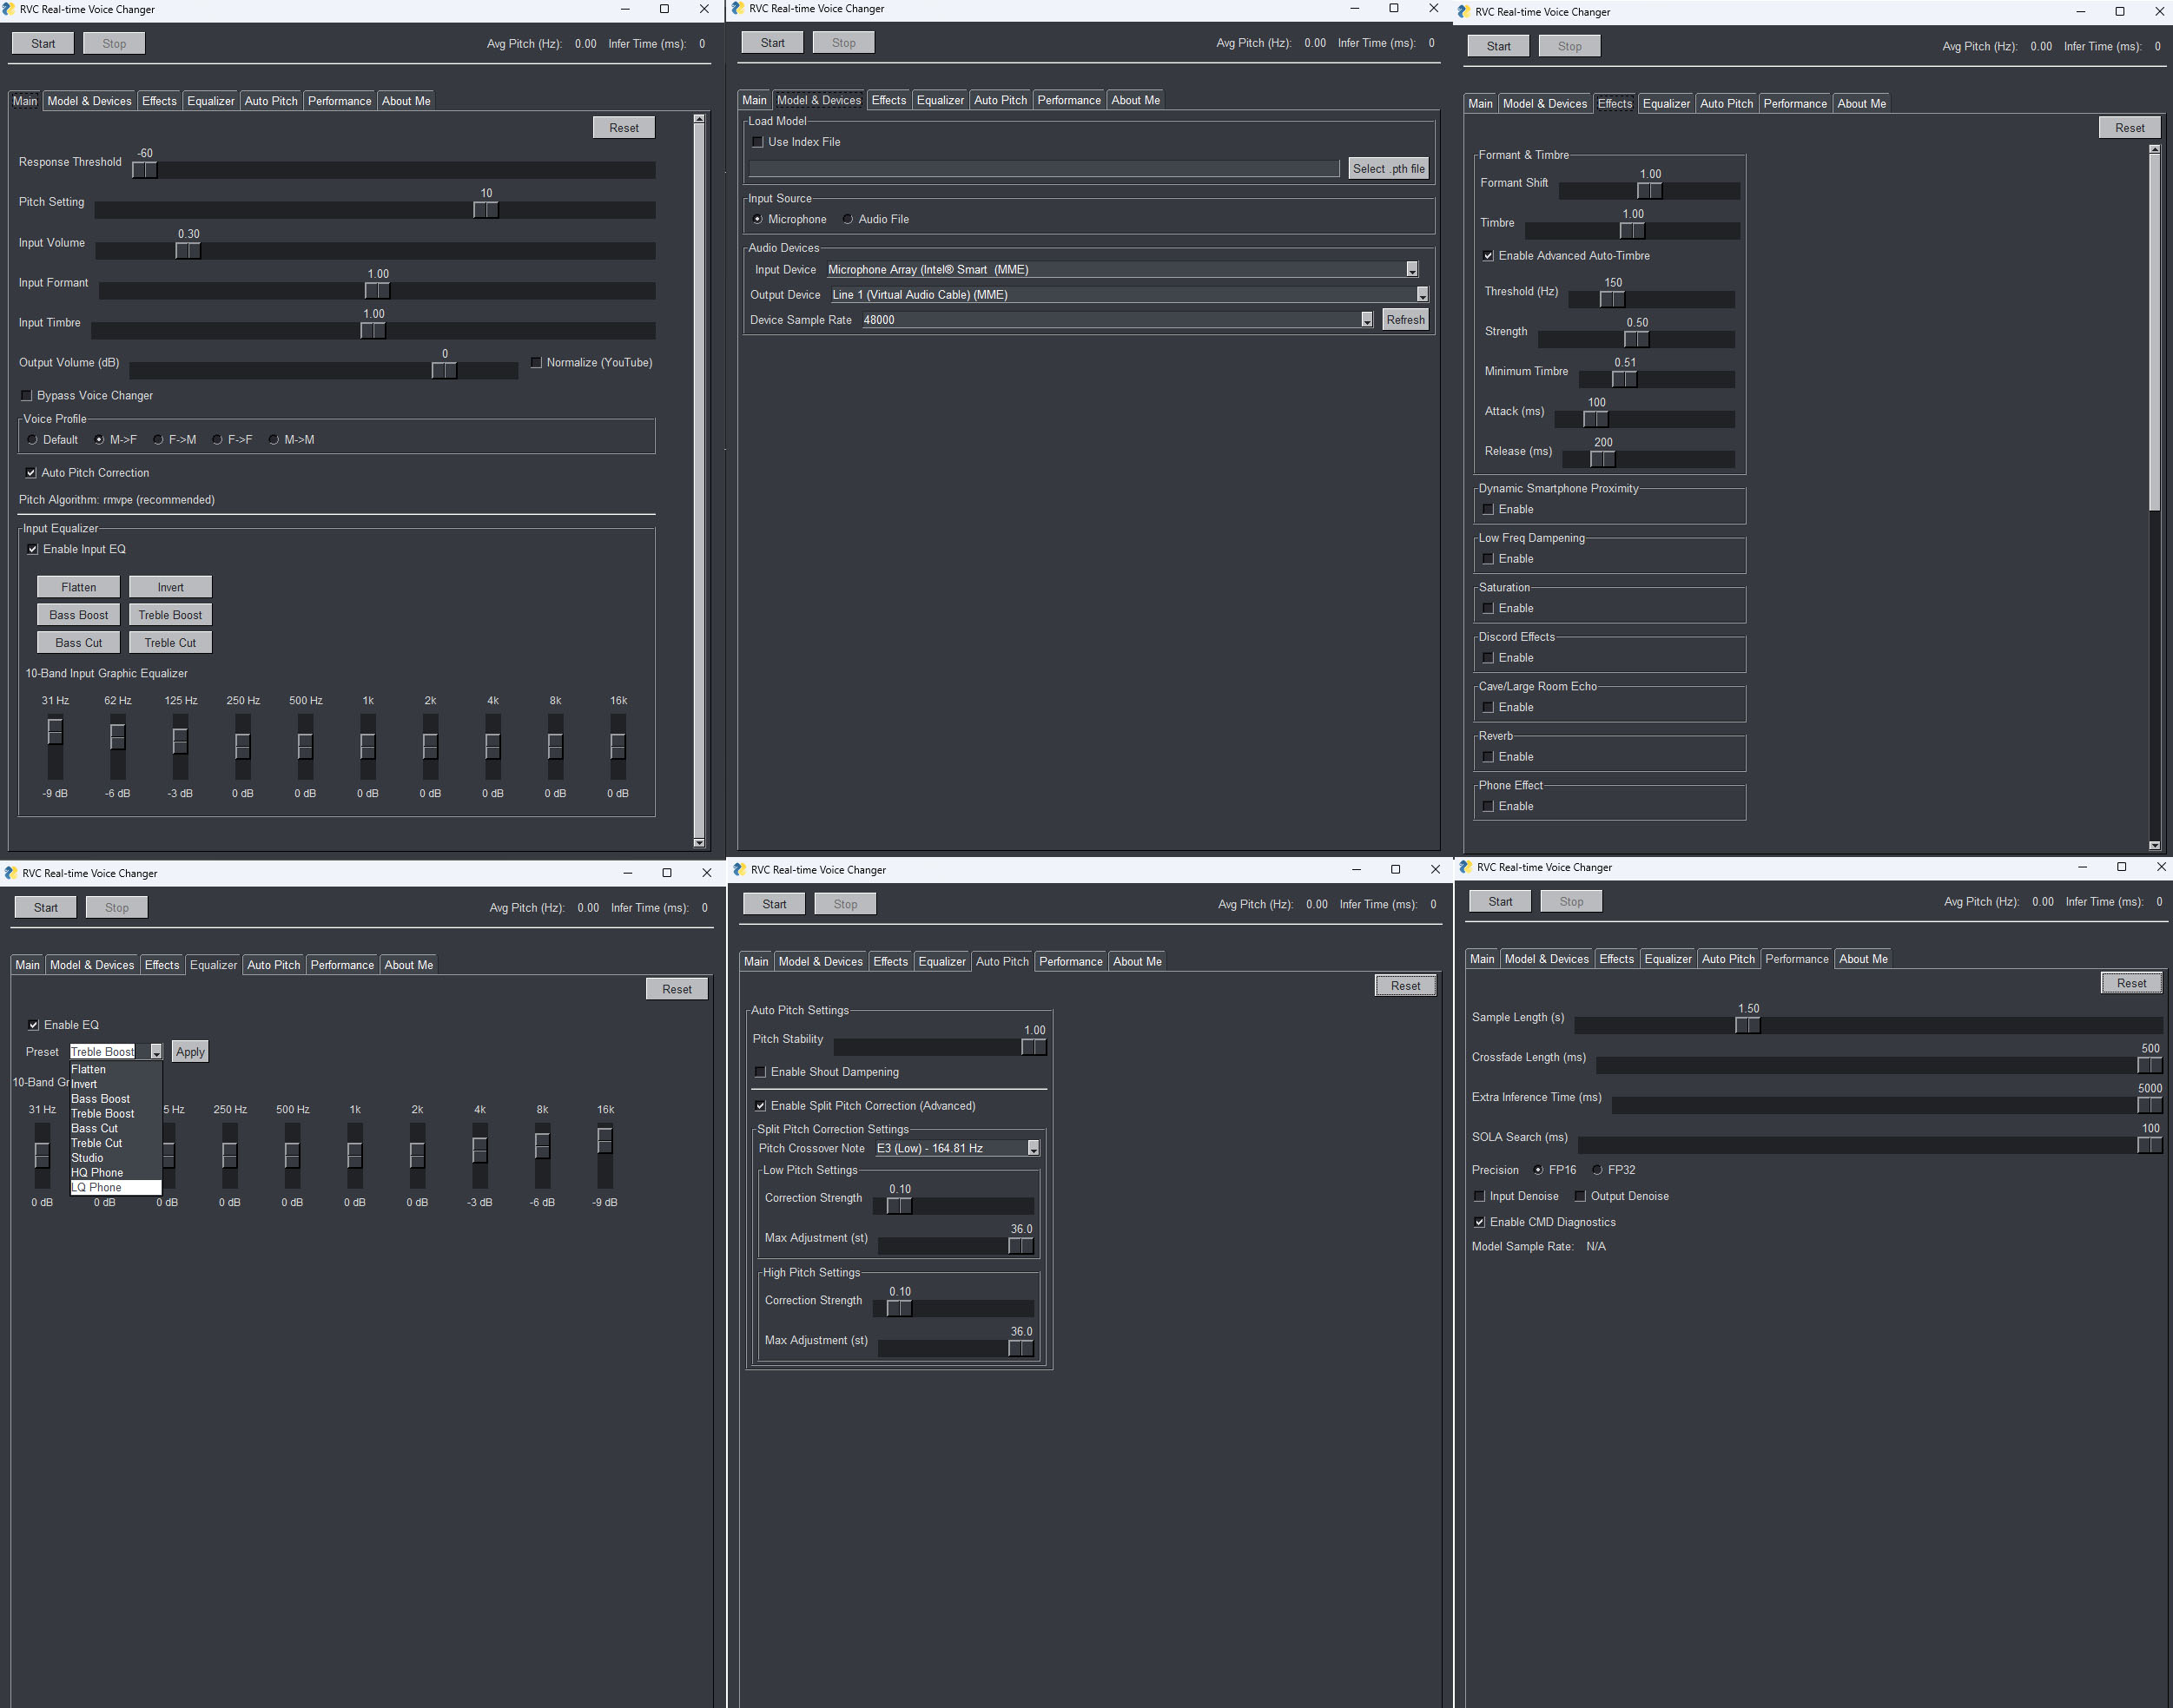 RVC Real-time Voice Changer
Start Stop Avg Pitch (Hz): 0.00 Infer Time (ms): 0
Main Model & Devices Effects Equalizer Auto Pitch Performance About Me
Reset
-60
Response Threshold
10
Pitch Setting
0.30
Input Volume
1.00
Input Formant
1.00
Input Timbre
0
Output Volume (dB) Normalize (YouTube)
Bypass Voice Changer
Voice Profile
Default M->F F->M F->F M->M
Auto Pitch Correction
Pitch Algorithm: rmvpe (recommended)
Input Equalizer
Enable Input EQ
Flatten Invert
Bass Boost Treble Boost
Bass Cut Treble Cut
10-Band Input Graphic Equalizer
31 Hz 62 Hz 125 Hz 250 Hz 500 Hz 1k 2k 4k 8k 16k
-9 dB -6 dB -3 dB 0 dB 0 dB 0 dB 0 dB 0 dB 0 dB 0 dB
RVC Real-time Voice Changer
Start Stop Avg Pitch (Hz): 0.00 Infer Time (ms): 0
Main Model & Devices Effects Equalizer Auto Pitch Performance About Me
Load Model
Use Index File
Select .pth file
Input Source
Microphone Audio File
Audio Devices
Input Device Microphone Array (Intel® Smart (MME)
Output Device Line 1 (Virtual Audio Cable) (MME)
Device Sample Rate 48000 Refresh
RVC Real-time Voice Changer
Start Stop Avg Pitch (Hz): 0.00 Infer Time (ms): 0
Main Model & Devices Effects Equalizer Auto Pitch Performance About Me
Reset
Formant & Timbre
1.00
Formant Shift
1.00
Timbre
Enable Advanced Auto-Timbre
150
Threshold (Hz)
0.50
Strength
0.51
Minimum Timbre
100
Attack (ms)
200
Release (ms)
Dynamic Smartphone Proximity
Enable
Low Freq Dampening
Enable
Saturation
Enable
Discord Effects
Enable
Cave/Large Room Echo
Enable
Reverb
Enable
Phone Effect
Enable
RVC Real-time Voice Changer
Start Stop Avg Pitch (Hz): 0.00 Infer Time (ms): 0
Main Model & Devices Effects Equalizer Auto Pitch Performance About Me
Reset
Enable EQ
Preset Treble Boost Apply
Flatten
Invert
Bass Boost
Treble Boost
Bass Cut
Treble Cut
Studio
HQ Phone
LQ Phone
10-Band Gr
31 Hz 5 Hz 250 Hz 500 Hz 1k 2k 4k 8k 16k
0 dB 0 dB 0 dB 0 dB 0 dB 0 dB 0 dB -3 dB -6 dB -9 dB
RVC Real-time Voice Changer
Start Stop Avg Pitch (Hz): 0.00 Infer Time (ms): 0
Main Model & Devices Effects Equalizer Auto Pitch Performance About Me
Reset
Auto Pitch Settings
1.00
Pitch Stability
Enable Shout Dampening
Enable Split Pitch Correction (Advanced)
Split Pitch Correction Settings
Pitch Crossover Note E3 (Low) - 164.81 Hz
Low Pitch Settings
0.10
Correction Strength
36.0
Max Adjustment (st)
High Pitch Settings
0.10
Correction Strength
36.0
Max Adjustment (st)
RVC Real-time Voice Changer
Start Stop Avg Pitch (Hz): 0.00 Infer Time (ms): 0
Main Model & Devices Effects Equalizer Auto Pitch Performance About Me
Reset
1.50
Sample Length (s)
500
Crossfade Length (ms)
5000
Extra Inference Time (ms)
100
SOLA Search (ms)
Precision FP16 FP32
Input Denoise Output Denoise
Enable CMD Diagnostics
Model Sample Rate: N/A